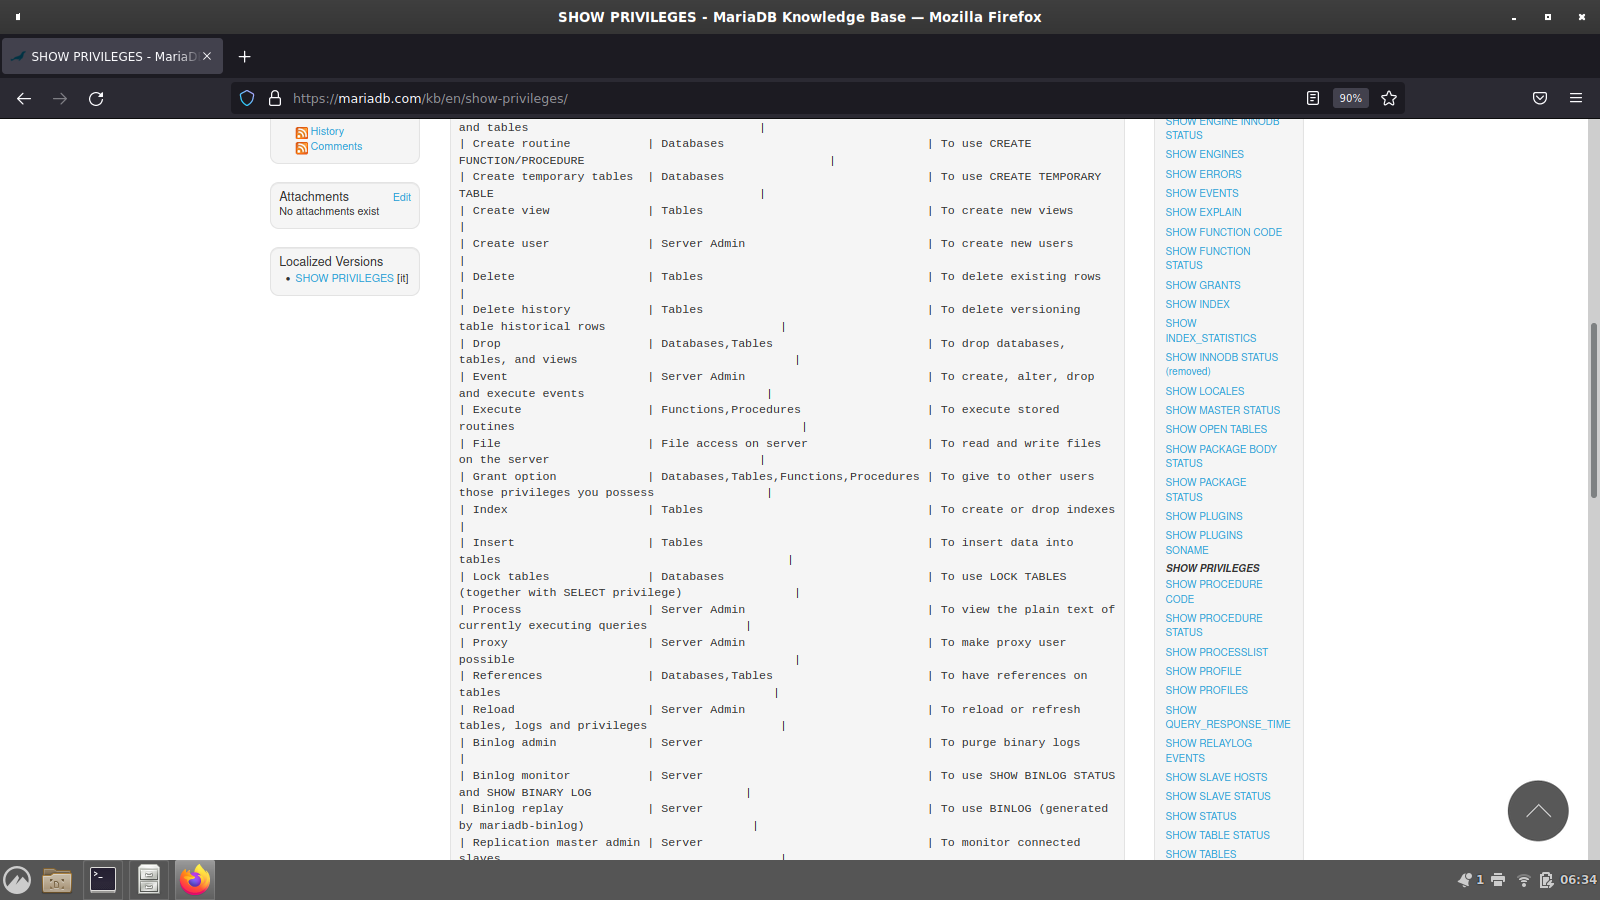 SHOW PRIVILEGES - MariaDB Knowledge Base — Mozilla Firefox
SHOW PRIVILEGES - MariaD
https://mariadb.com/kb/en/show-privileges/
90%
History
Comments
Attachments
Edit
No attachments exist
Localized Versions
• SHOW PRIVILEGES [it]
and tables |
| Create routine | Databases | To use CREATE
FUNCTION/PROCEDURE |
| Create temporary tables | Databases | To use CREATE TEMPORARY
TABLE |
| Create view | Tables | To create new views
|
| Create user | Server Admin | To create new users
|
| Delete | Tables | To delete existing rows
|
| Delete history | Tables | To delete versioning
table historical rows |
| Drop | Databases,Tables | To drop databases,
tables, and views |
| Event | Server Admin | To create, alter, drop
and execute events |
| Execute | Functions,Procedures | To execute stored
routines |
| File | File access on server | To read and write files
on the server |
| Grant option | Databases,Tables,Functions,Procedures | To give to other users
those privileges you possess |
| Index | Tables | To create or drop indexes
|
| Insert | Tables | To insert data into
tables |
| Lock tables | Databases | To use LOCK TABLES
(together with SELECT privilege) |
| Process | Server Admin | To view the plain text of
currently executing queries |
| Proxy | Server Admin | To make proxy user
possible |
| References | Databases,Tables | To have references on
tables |
| Reload | Server Admin | To reload or refresh
tables, logs and privileges |
| Binlog admin | Server | To purge binary logs
|
| Binlog monitor | Server | To use SHOW BINLOG STATUS
and SHOW BINARY LOG |
| Binlog replay | Server | To use BINLOG (generated
by mariadb-binlog) |
| Replication master admin | Server | To monitor connected
slaves |
SHOW ENGINE INNODB
STATUS
SHOW ENGINES
SHOW ERRORS
SHOW EVENTS
SHOW EXPLAIN
SHOW FUNCTION CODE
SHOW FUNCTION
STATUS
SHOW GRANTS
SHOW INDEX
SHOW
INDEX_STATISTICS
SHOW INNODB STATUS
(removed)
SHOW LOCALES
SHOW MASTER STATUS
SHOW OPEN TABLES
SHOW PACKAGE BODY
STATUS
SHOW PACKAGE
STATUS
SHOW PLUGINS
SHOW PLUGINS
SONAME
SHOW PRIVILEGES
SHOW PROCEDURE
CODE
SHOW PROCEDURE
STATUS
SHOW PROCESSLIST
SHOW PROFILE
SHOW PROFILES
SHOW
QUERY_RESPONSE_TIME
SHOW RELAYLOG
EVENTS
SHOW SLAVE HOSTS
SHOW SLAVE STATUS
SHOW STATUS
SHOW TABLE STATUS
SHOW TABLES
1
06:34